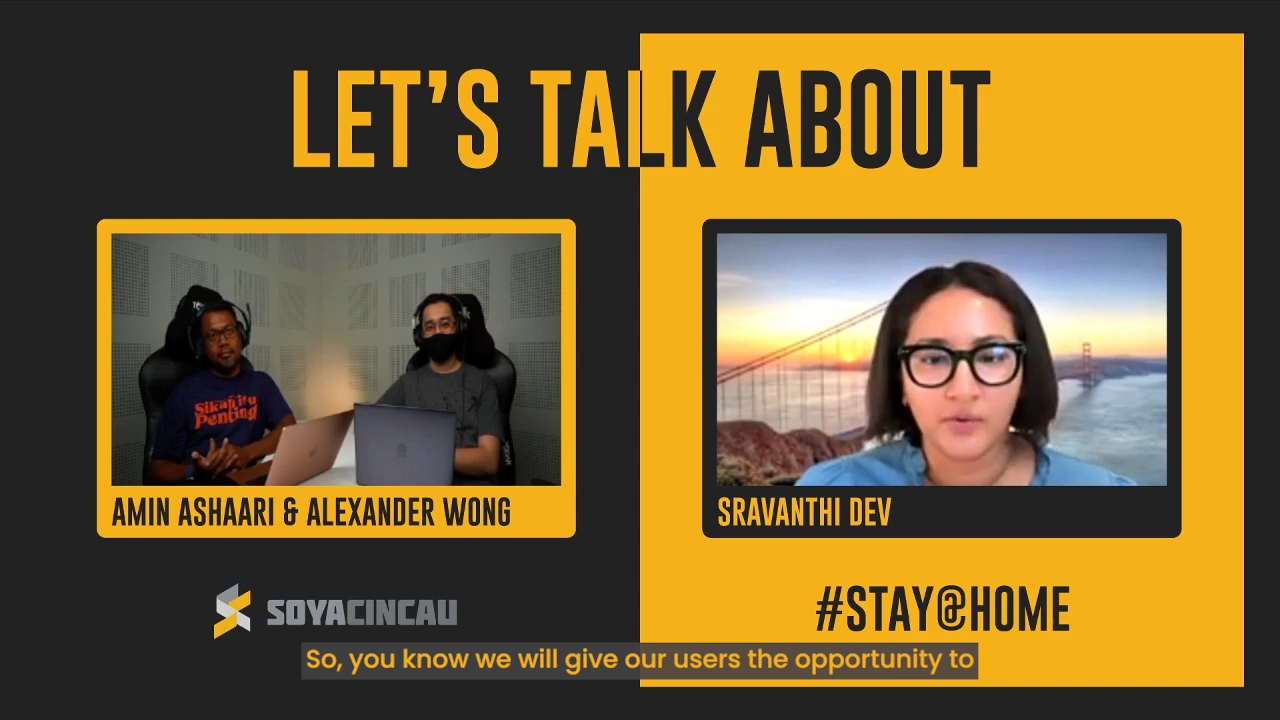 LET'S TALK ABOUT
Sikap Itu
Penting
AMIN ASHAARI & ALEXANDER WONG
SRAVANTHI DEV
SOYACINCAU
#STAY@HOME
So, you know we will give our users the opportunity to